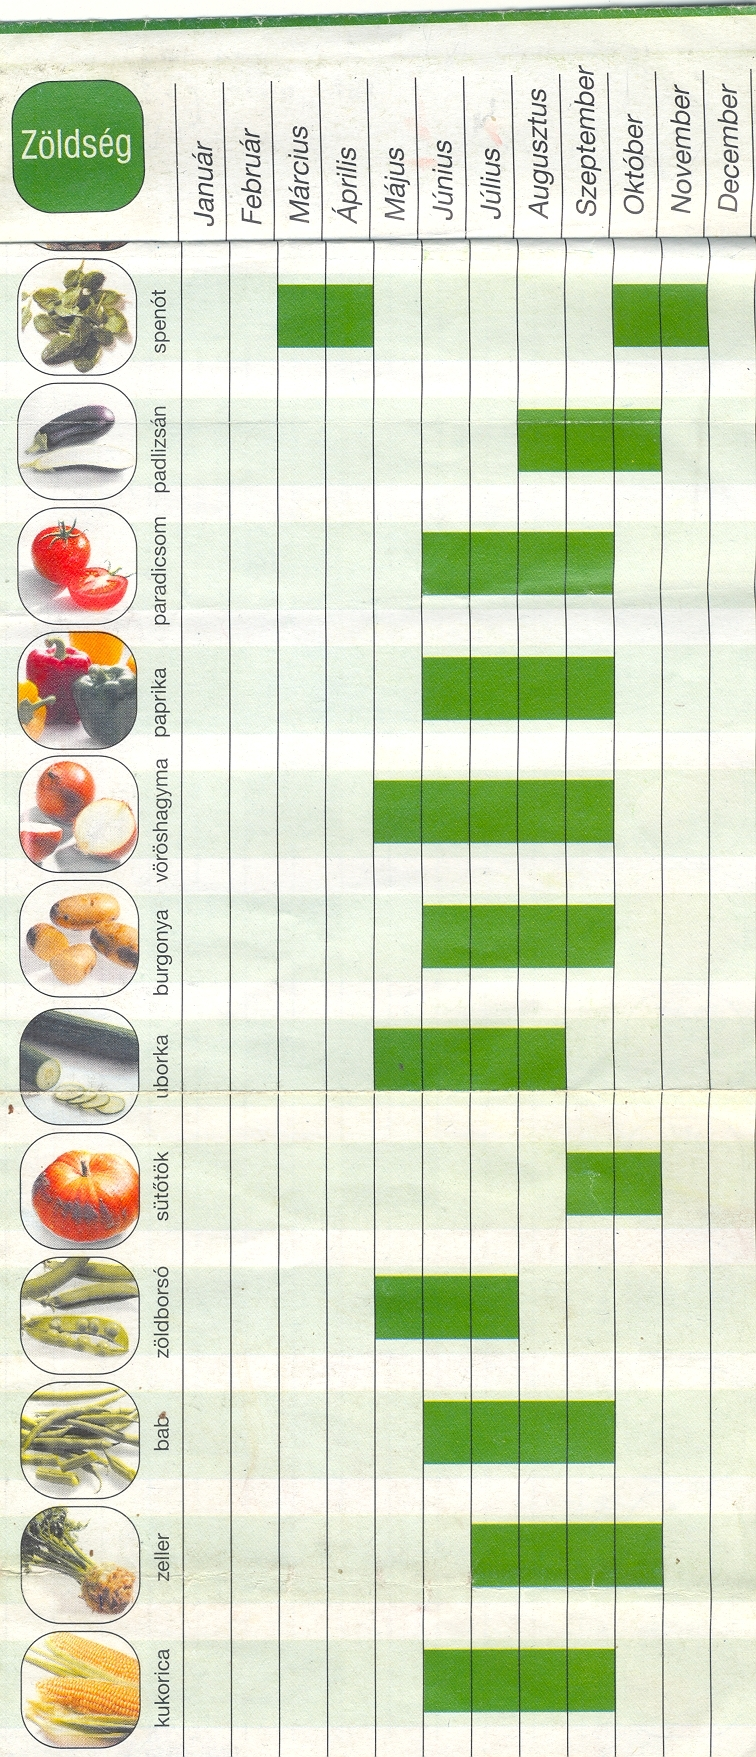 Zöldség
Január
Február
Március
Április
Május
Június
Július
Augusztus
Szeptember
Október
November
December
spenót
padlizsán
paradicsom
paprika
vöröshagyma
burgonya
uborka
sütőtök
zöldborsó
bab
zeller
kukorica